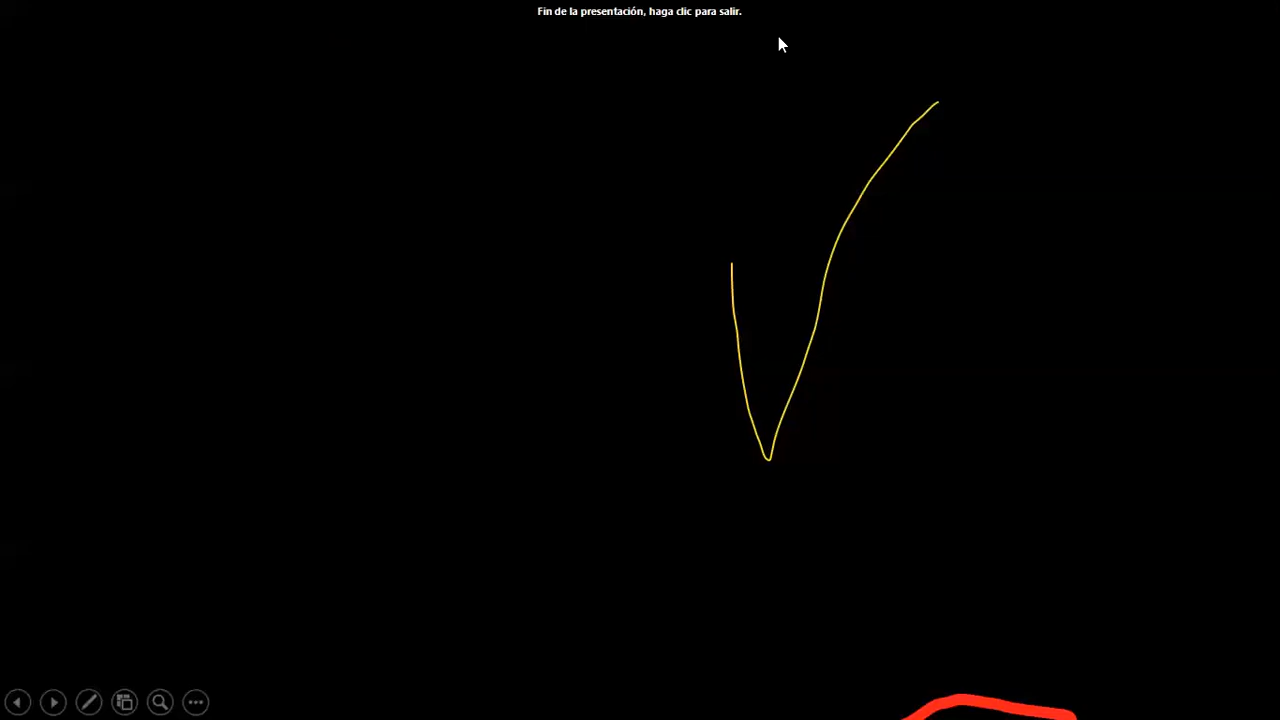 Fin de la presentación, haga clic para salir.